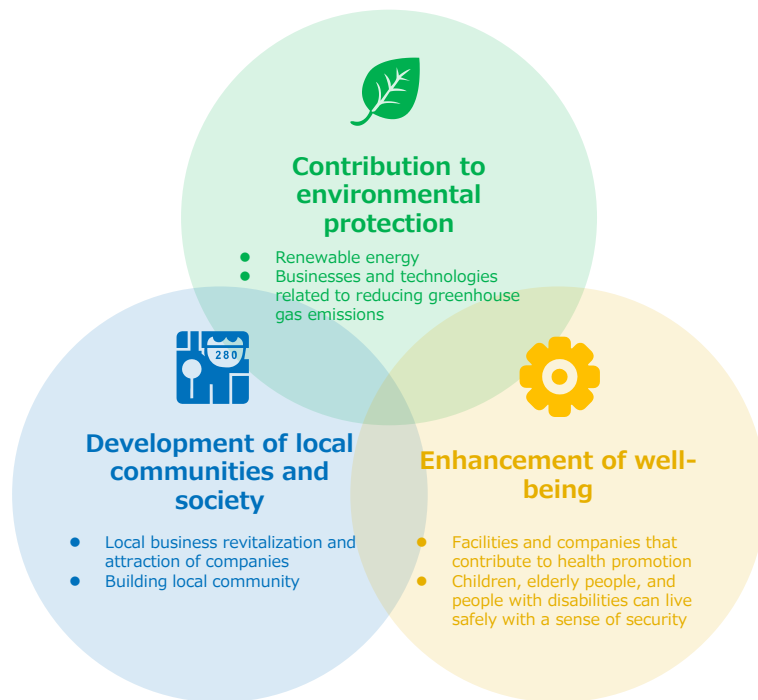 Contribution to
environmental
protection
● Renewable energy
● Businesses and technologies
related to reducing greenhouse
gas emissions
280
Development of local
communities and
society
● Local business revitalization and
attraction of companies
● Building local community
Enhancement of well-
being
● Facilities and companies that
contribute to health promotion
● Children, elderly people, and
people with disabilities can live
safely with a sense of security